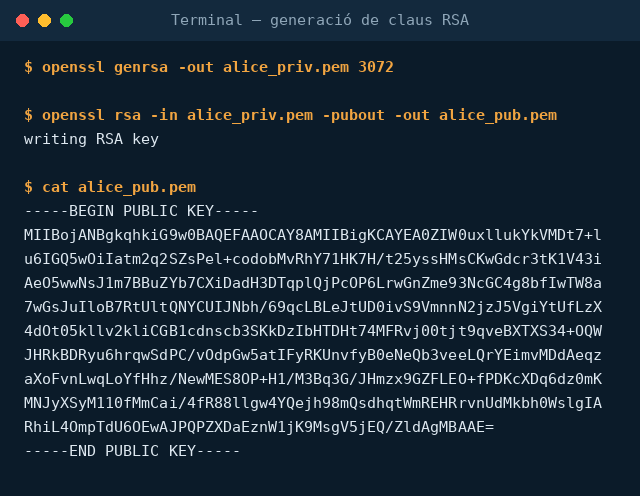 Terminal — generació de claus RSA
$ openssl genrsa -out alice_priv.pem 3072
$ openssl rsa -in alice_priv.pem -pubout -out alice_pub.pem
writing RSA key
$ cat alice_pub.pem
-----BEGIN PUBLIC KEY-----
MIIBojANBgkqhkiG9w0BAQEFAAOCAY8AMIIBigKCAYEA0ZIW0uxllukYkVMDt7+l
u6IGQ5wOiIatm2q2SZsPel+codobMvRhY71HK7H/t25yssHMsCKwGdcr3tK1V43i
AeO5wwNsJ1m7BBuZYb7CXiDadH3DTqplQjPcOP6LrwGnZme93NcGC4g8bfIwTW8a
7wGsJuIloB7RtUltQNYCUIJNbh/69qcLBLeJtUD0ivS9VmnnN2jzJ5VgiYtUfLzX
4dOt05kllv2kliCGB1cdnscb3SKkDzIbHTDHt74MFRvj00tjt9qveBXTXS34+OQW
JHRkBDRyu6hrqwSdPC/vOdpGw5atIFyRKUnvfyB0eNeQb3veeLQrYEimvMDdAeqz
aXoFvnLwqLoYfHhz/NewMES8OP+H1/M3Bq3G/JHmzx9GZFLEO+fPDKcXDq6dz0mK
MNJyXSyM110fMmCai/4fR88llgw4YQejh98mQsdhqtWmREHRrvnUdMkbh0WslgIA
RhiL4OmpTdU6OEwAJPQPZXDaEznW1jK9MsgV5jEQ/ZldAgMBAAE=
-----END PUBLIC KEY-----